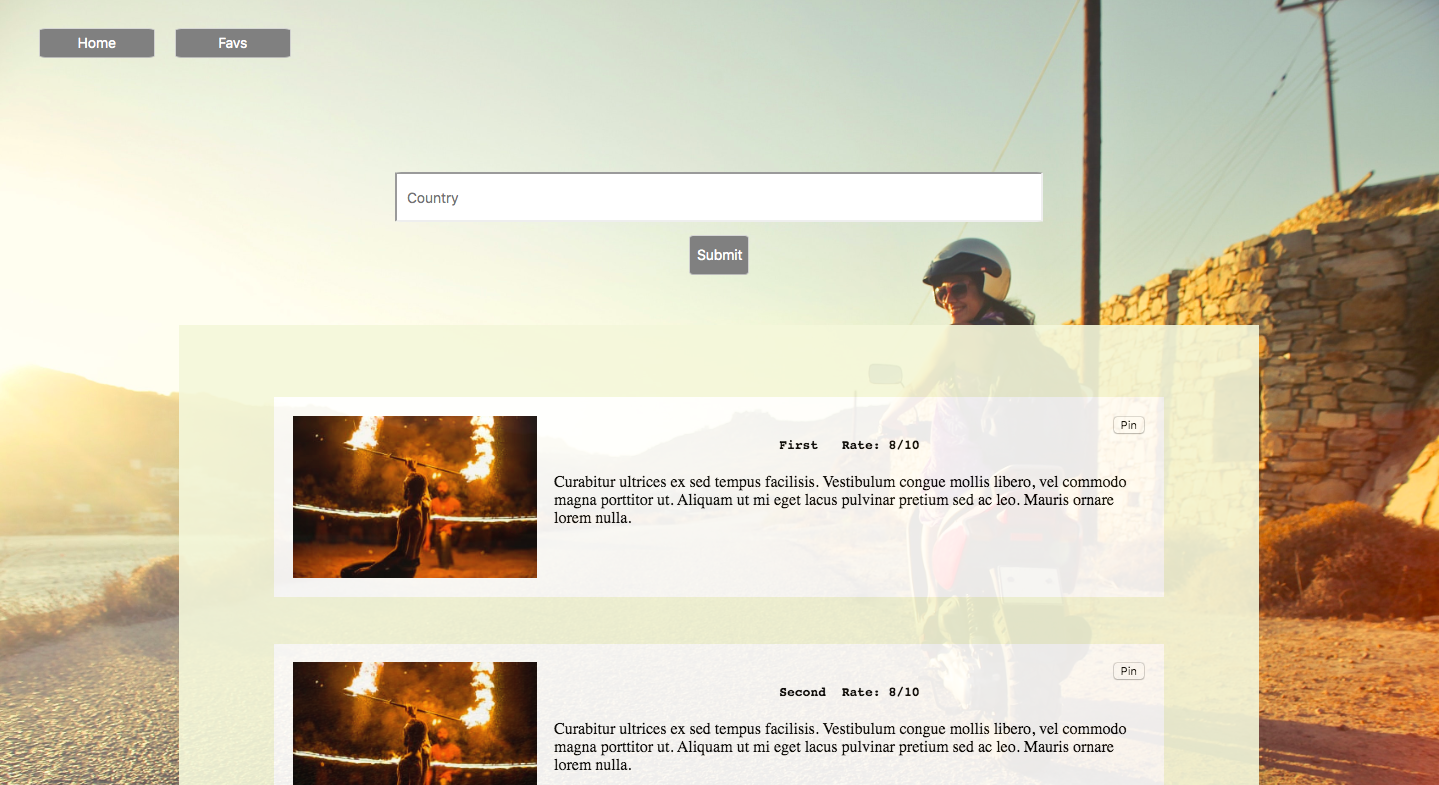 Home Favs
Country
Submit
Pin
First Rate: 8/10
Curabitur ultrices ex sed tempus facilisis. Vestibulum congue mollis libero, vel commodo
magna porttitor ut. Aliquam ut mi eget lacus pulvinar pretium sed ac leo. Mauris ornare
lorem nulla.
Pin
Second Rate: 8/10
Curabitur ultrices ex sed tempus facilisis. Vestibulum congue mollis libero, vel commodo
magna porttitor ut. Aliquam ut mi eget lacus pulvinar pretium sed ac leo. Mauris ornare
lorem nulla.